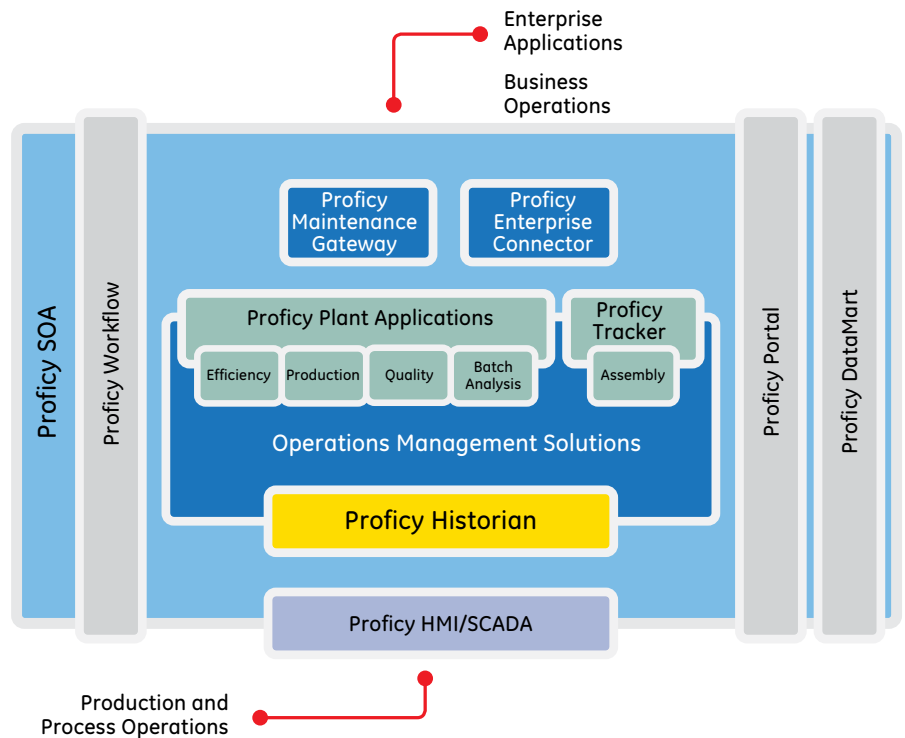 Enterprise
Applications
Business
Operations
Proficy SOA
Proficy Workflow
Proficy
Maintenance
Gateway
Proficy
Enterprise
Connector
Proficy Plant Applications
Efficiency
Production
Quality
Batch
Analysis
Proficy
Tracker
Assembly
Operations Management Solutions
Proficy Historian
Proficy HMI/SCADA
Proficy Portal
Proficy DataMart
Production and
Process Operations